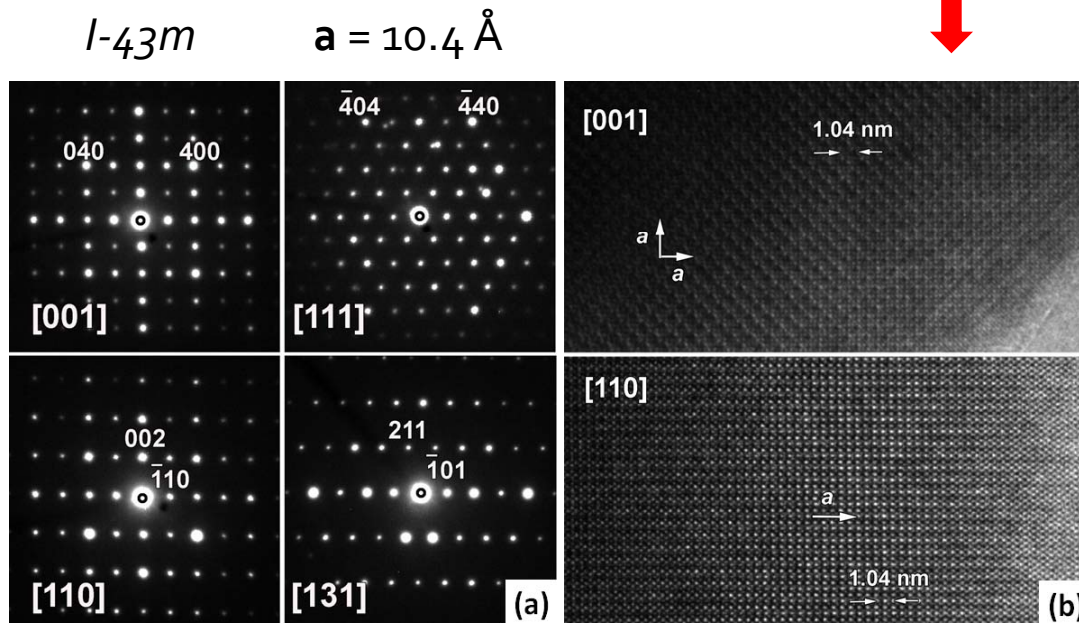 I-43m a = 10.4 Å
4̄04 4̄40
040 400
[001] [111]
002
1̄10
[110]
211
1̄01
[131]
(a)
[001]
1.04 nm
a
a
[110]
a
1.04 nm
(b)